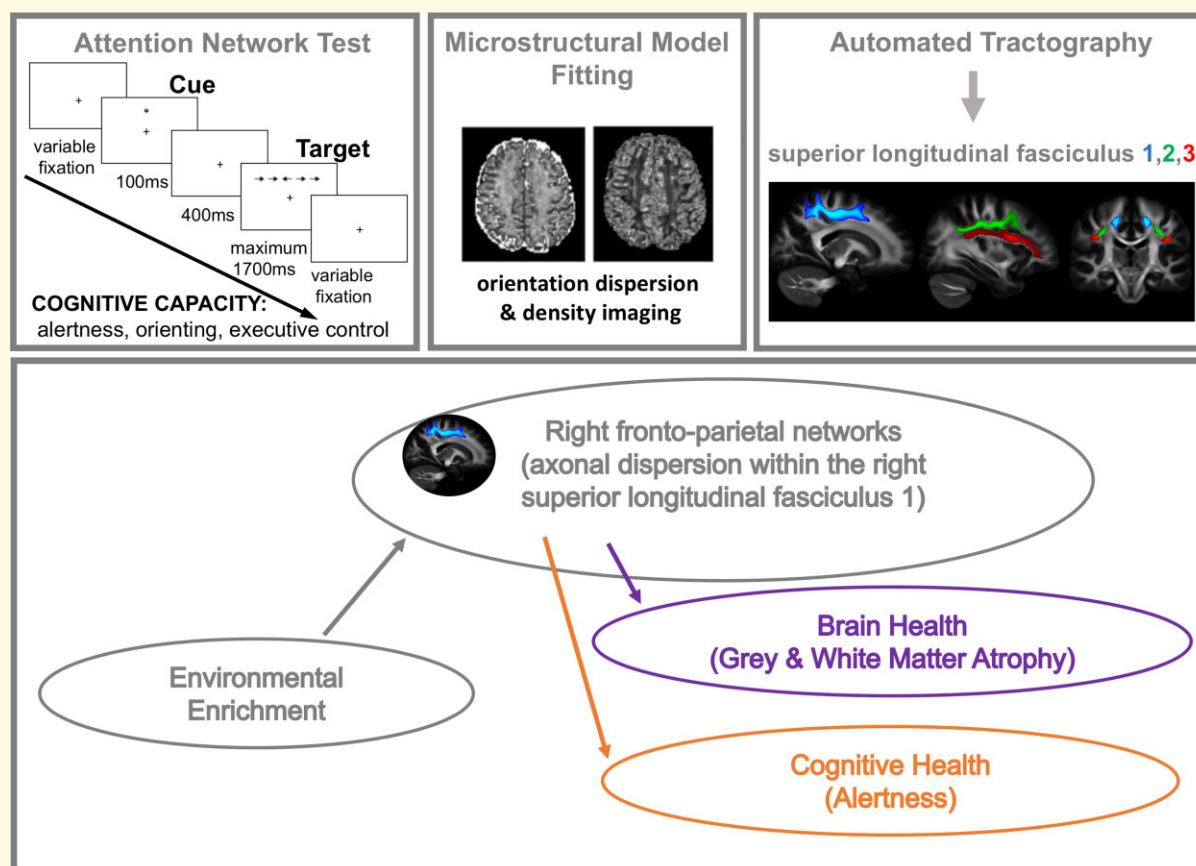 Attention Network Test
Cue
Target
variable
fixation
100ms
400ms
maximum
1700ms
variable
fixation
COGNITIVE CAPACITY:
alertness, orienting, executive control
Microstructural Model
Fitting
orientation dispersion
& density imaging
Automated Tractography
superior longitudinal fasciculus 1,2,3
Right fronto-parietal networks
(axonal dispersion within the right
superior longitudinal fasciculus 1)
Environmental
Enrichment
Brain Health
(Grey & White Matter Atrophy)
Cognitive Health
(Alertness)